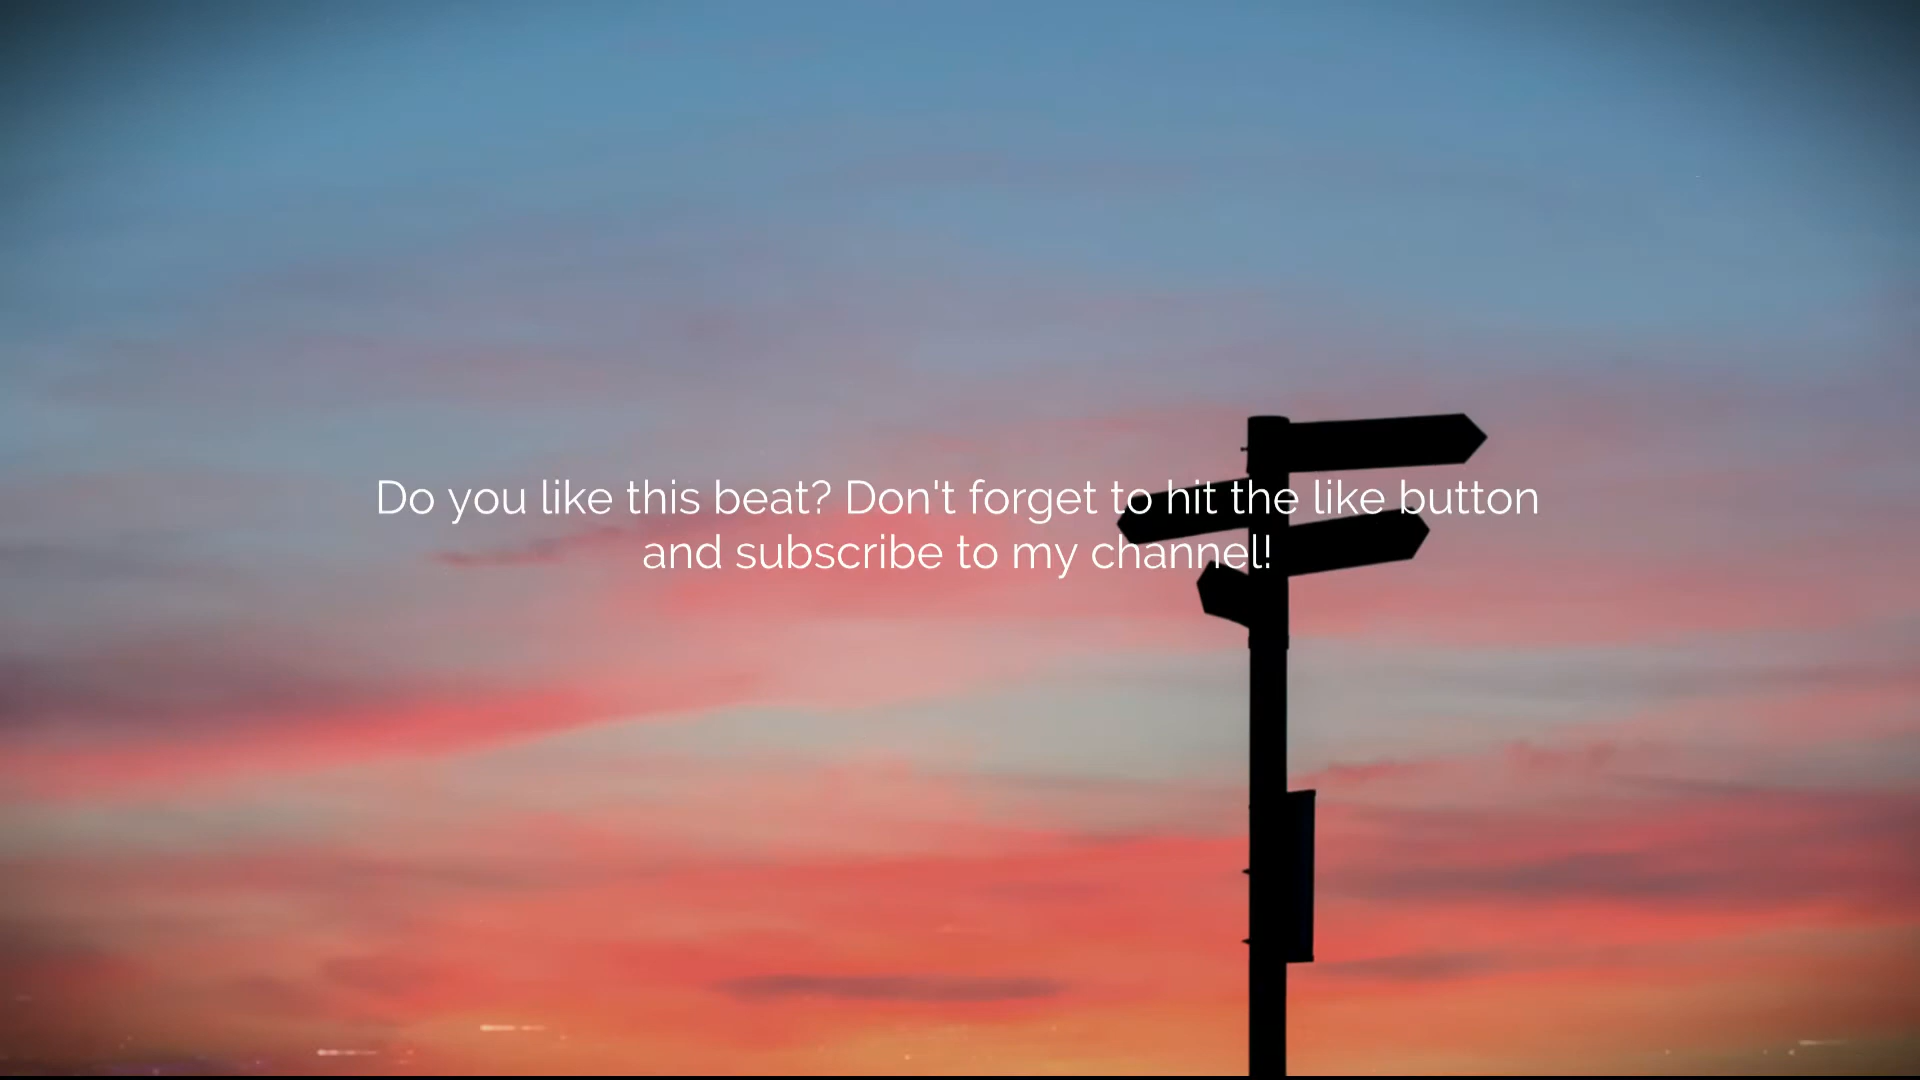 Do you like this beat? Don't forget to hit the like button
and subscribe to my channel!